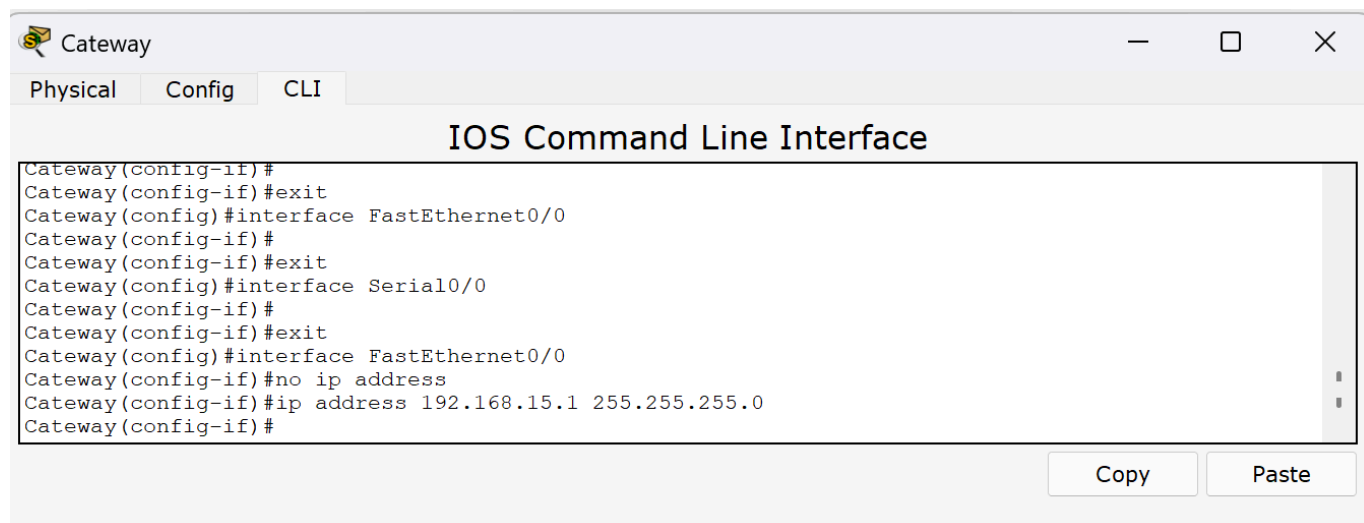 Cateway
Physical Config CLI
IOS Command Line Interface
Cateway(config-if)#
Cateway(config-if)#exit
Cateway(config)#interface FastEthernet0/0
Cateway(config-if)#
Cateway(config-if)#exit
Cateway(config)#interface Serial0/0
Cateway(config-if)#
Cateway(config-if)#exit
Cateway(config)#interface FastEthernet0/0
Cateway(config-if)#no ip address
Cateway(config-if)#ip address 192.168.15.1 255.255.255.0
Cateway(config-if)#
Copy Paste